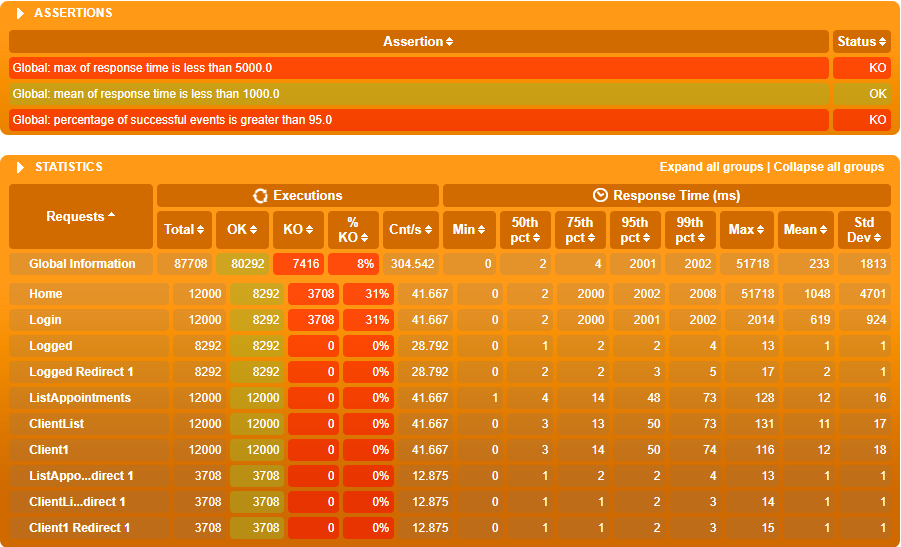 ASSERTIONS
Assertion Status
Global: max of response time is less than 5000.0 KO
Global: mean of response time is less than 1000.0 OK
Global: percentage of successful events is greater than 95.0 KO
STATISTICS Expand all groups | Collapse all groups
Requests Executions Response Time (ms)
Total OK KO % KO Cnt/s Min 50th pct 75th pct 95th pct 99th pct Max Mean Std Dev
Global Information 87708 80292 7416 8% 304.542 0 2 4 2001 2002 51718 233 1813
Home 12000 8292 3708 31% 41.667 0 2 2000 2002 2008 51718 1048 4701
Login 12000 8292 3708 31% 41.667 0 2 2000 2001 2002 2014 619 924
Logged 8292 8292 0 0% 28.792 0 1 2 2 4 13 1 1
Logged Redirect 1 8292 8292 0 0% 28.792 0 2 2 3 5 17 2 1
ListAppointments 12000 12000 0 0% 41.667 1 4 14 48 73 128 12 16
ClientList 12000 12000 0 0% 41.667 0 3 13 50 73 131 11 17
Client1 12000 12000 0 0% 41.667 0 3 14 50 74 116 12 18
ListAppo...direct 1 3708 3708 0 0% 12.875 0 1 2 2 4 13 1 1
ClientLi...direct 1 3708 3708 0 0% 12.875 0 1 1 2 3 14 1 1
Client1 Redirect 1 3708 3708 0 0% 12.875 0 1 1 2 3 15 1 1